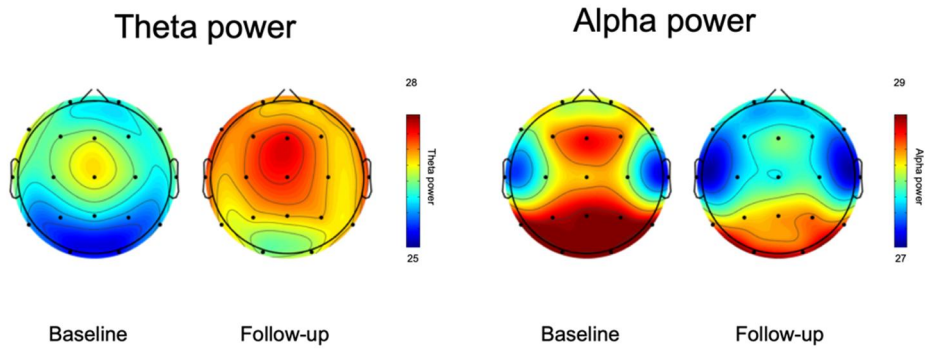 Theta power
Alpha power
28
Theta power
25
29
Alpha power
27
Baseline
Follow-up
Baseline
Follow-up